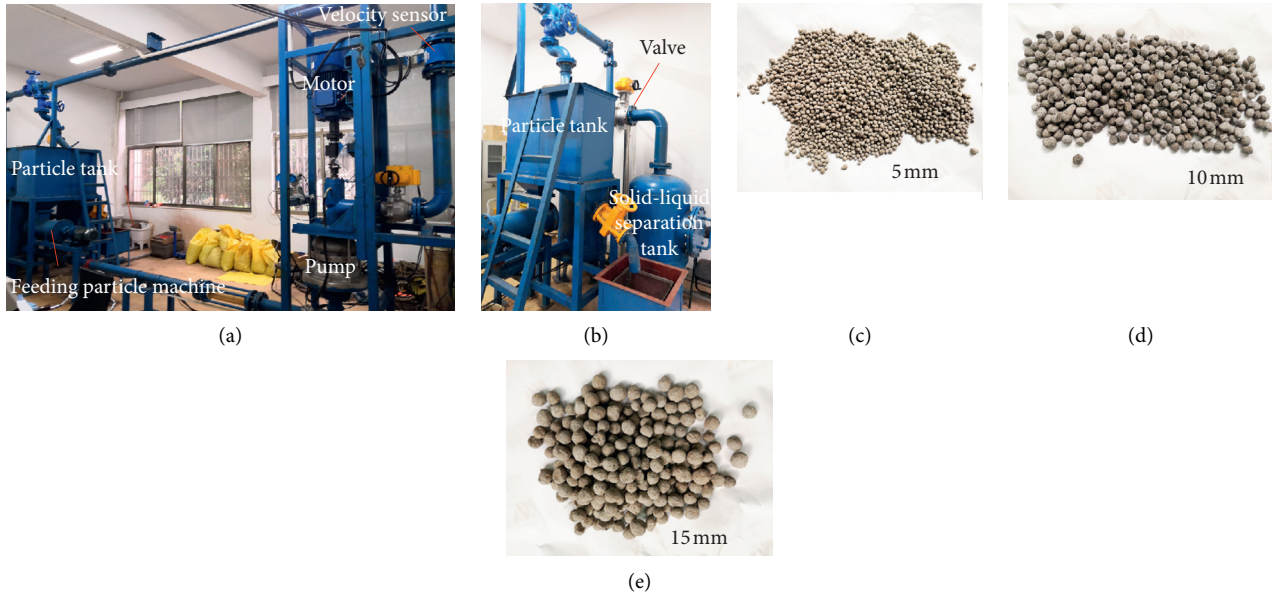 Velocity sensor
Motor
Particle tank
Pump
Feeding particle machine
(a)
Valve
Particle tank
Solid-liquid
separation
tank
(b)
5 mm
(c)
10 mm
(d)
15 mm
(e)